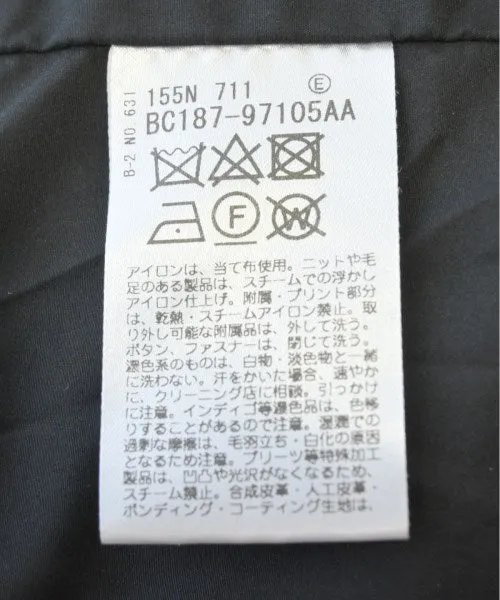 B-2 NO 631
155N 711 E
BC187-97105AA
F
W
アイロンは、当て布使用。ニットや毛
足のある製品は、スチームでの浮かし
アイロン仕上げ。附属・プリント部分
は、乾熱・スチームアイロン禁止。取
り外し可能な附属品は、外して洗う。
ボタン、ファスナーは、閉じて洗う。
濃色系のものは、白物・淡色物と一緒
に洗わない。汗をかいた場合、速やか
に、クリーニング店に相談。引っかけ
に注意。インディゴ等濃色品は、色移
りすることがあるので注意。湿潤での
過剰な摩擦は、毛羽立ち・白化の原因
となるため注意。プリーツ等特殊加工
製品は、凹凸や光沢がなくなるため、
スチーム禁止。合成皮革・人工皮革・
ボンディング・コーティング生地は、